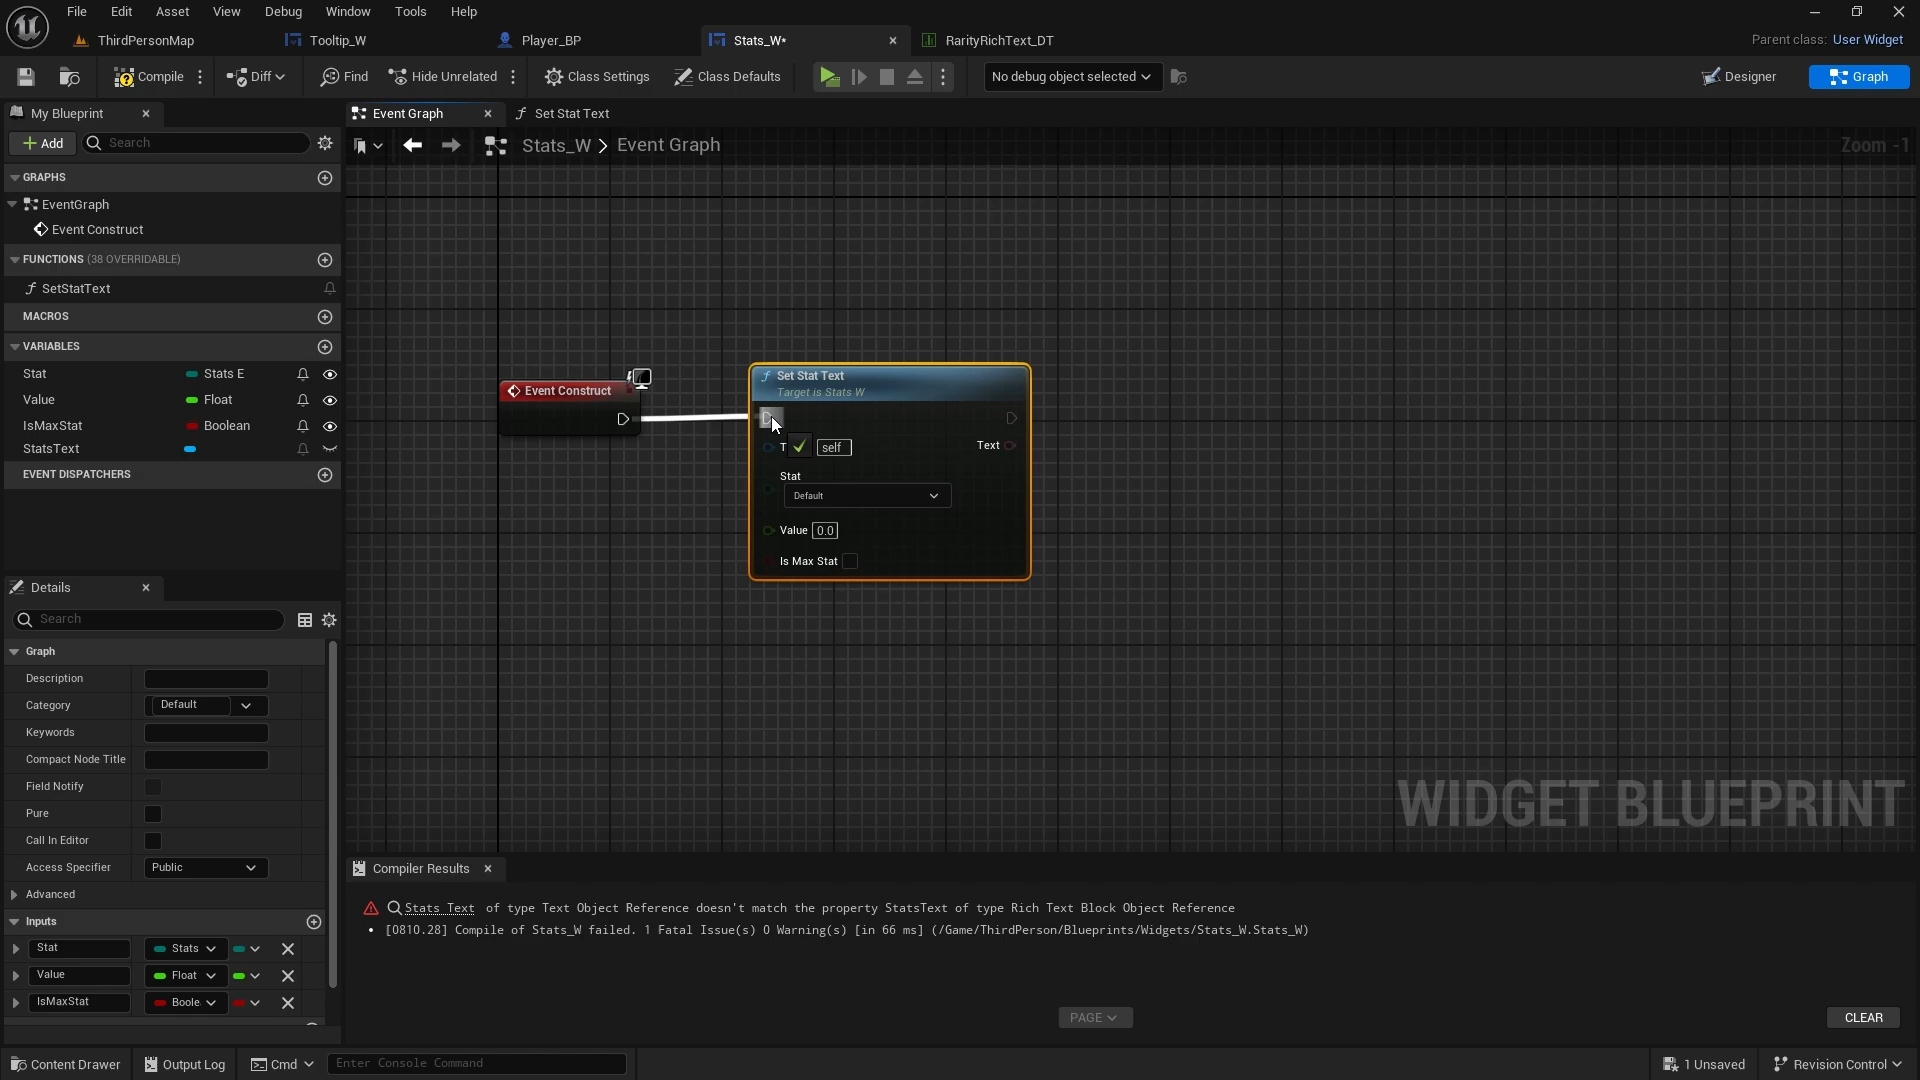 File Edit Asset View Debug Window Tools Help
ThirdPersonMap Tooltip_W Player_BP Stats_W* RarityRichText_DT
Parent class: User Widget
Compile Diff Find Hide Unrelated Class Settings Class Defaults No debug object selected Designer Graph
My Blueprint
Add Search
GRAPHS
EventGraph
Event Construct
FUNCTIONS (38 OVERRIDABLE)
SetStatText
MACROS
VARIABLES
Stat Stats E
Value Float
IsMaxStat Boolean
StatsText
EVENT DISPATCHERS
Details
Search
Graph
Description
Category Default
Keywords
Compact Node Title
Field Notify
Pure
Call In Editor
Access Specifier Public
Advanced
Inputs
Stat Stats
Value Float
IsMaxStat Boole
Event Graph Set Stat Text
Stats_W > Event Graph
Zoom -1
Event Construct
Set Stat Text
Target is Stats W
T self
Text
Stat
Default
Value 0.0
Is Max Stat
WIDGET BLUEPRINT
Compiler Results
Stats Text of type Text Object Reference doesn't match the property StatsText of type Rich Text Block Object Reference
• [0810.28] Compile of Stats_W failed. 1 Fatal Issue(s) 0 Warning(s) [in 66 ms] (/Game/ThirdPerson/Blueprints/Widgets/Stats_W.Stats_W)
PAGE CLEAR
Content Drawer Output Log Cmd Enter Console Command 1 Unsaved Revision Control